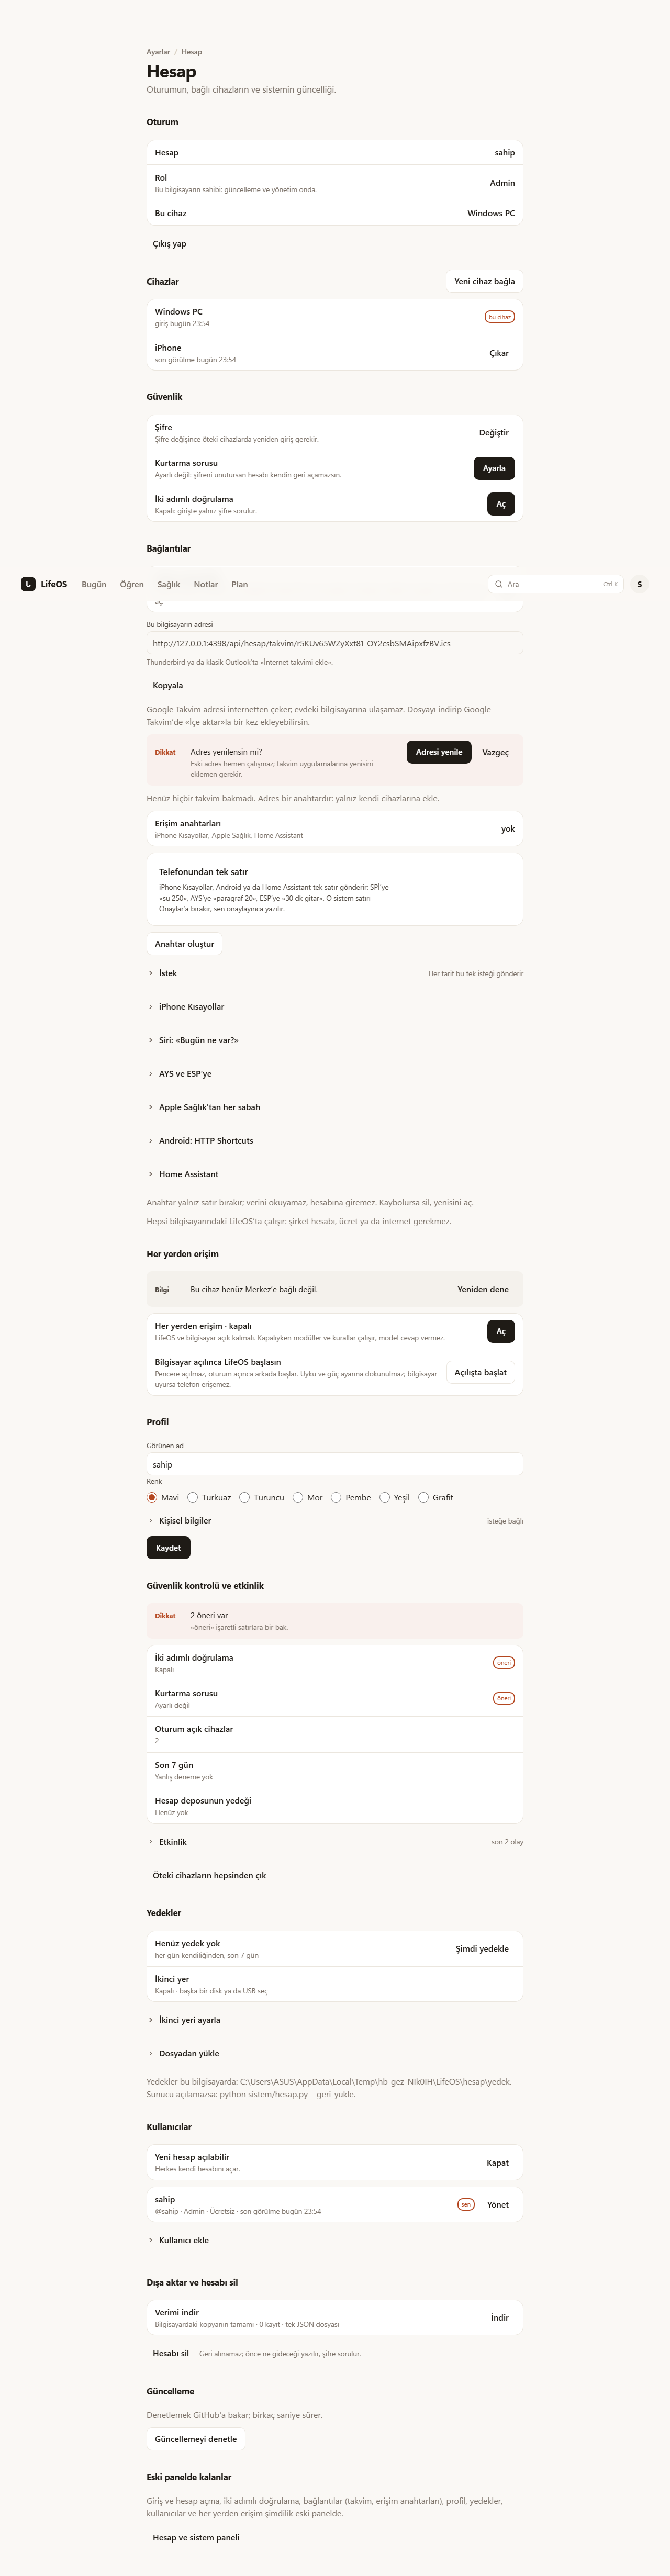 Ayarlar / Hesap
Hesap
Oturumun, bağlı cihazların ve sistemin güncelliği.
Oturum
Hesap
sahip
Rol
Bu bilgisayarın sahibi: güncelleme ve yönetim onda.
Admin
Bu cihaz
Windows PC
Çıkış yap
Cihazlar
Yeni cihaz bağla
Windows PC
giriş bugün 23:54
bu cihaz
iPhone
son görülme bugün 23:54
Çıkar
Güvenlik
Şifre
Şifre değişince öteki cihazlarda yeniden giriş gerekir.
Değiştir
Kurtarma sorusu
Ayarlı değil: şifreni unutursan hesabı kendin geri açamazsın.
Ayarla
İki adımlı doğrulama
Kapalı: girişte yalnız şifre sorulur.
Aç
Bağlantılar
LifeOS
Bugün
Öğren
Sağlık
Notlar
Plan
Ara
Ctrl K
S
Bu bilgisayarın adresi
http://127.0.0.1:4398/api/hesap/takvim/r5KUv65WZyXxt81-OY2csbSMAipxfzBV.ics
Thunderbird ya da klasik Outlook'ta «İnternet takvimi ekle».
Kopyala
Google Takvim adresi internetten çeker; evdeki bilgisayarına ulaşamaz. Dosyayı indirip Google
Takvim'de «İçe aktar»la bir kez ekleyebilirsin.
Dikkat
Adres yenilensin mi?
Eski adres hemen çalışmaz; takvim uygulamalarına yenisini
eklemen gerekir.
Adresi yenile
Vazgeç
Henüz hiçbir takvim bakmadı. Adres bir anahtardır: yalnız kendi cihazlarına ekle.
Erişim anahtarları
iPhone Kısayollar, Apple Sağlık, Home Assistant
yok
Telefonundan tek satır
iPhone Kısayollar, Android ya da Home Assistant tek satır gönderir: SPİ'ye
«su 250», AYS'ye «paragraf 20», ESP'ye «30 dk gitar». O sistem satırı
Onaylar'a bırakır, sen onaylayınca yazılır.
Anahtar oluştur
İstek
Her tarif bu tek isteği gönderir
iPhone Kısayollar
Siri: «Bugün ne var?»
AYS ve ESP'ye
Apple Sağlık'tan her sabah
Android: HTTP Shortcuts
Home Assistant
Anahtar yalnız satır bırakır; verini okuyamaz, hesabına giremez. Kaybolursa sil, yenisini aç.
Hepsi bilgisayarındaki LifeOS'ta çalışır: şirket hesabı, ücret ya da internet gerekmez.
Her yerden erişim
Bilgi
Bu cihaz henüz Merkez'e bağlı değil.
Yeniden dene
Her yerden erişim · kapalı
LifeOS ve bilgisayar açık kalmalı. Kapalıyken modüller ve kurallar çalışır, model cevap vermez.
Aç
Bilgisayar açılınca LifeOS başlasın
Pencere açılmaz, oturum açınca arkada başlar. Uyku ve güç ayarına dokunulmaz; bilgisayar
uyursa telefon erişemez.
Açılışta başlat
Profil
Görünen ad
sahip
Renk
Mavi
Turkuaz
Turuncu
Mor
Pembe
Yeşil
Grafit
Kişisel bilgiler
isteğe bağlı
Kaydet
Güvenlik kontrolü ve etkinlik
Dikkat
2 öneri var
«öneri» işaretli satırlara bir bak.
İki adımlı doğrulama
Kapalı
öneri
Kurtarma sorusu
Ayarlı değil
öneri
Oturum açık cihazlar
2
Son 7 gün
Yanlış deneme yok
Hesap deposunun yedeği
Henüz yok
Etkinlik
son 2 olay
Öteki cihazların hepsinden çık
Yedekler
Henüz yedek yok
her gün kendiliğinden, son 7 gün
Şimdi yedekle
İkinci yer
Kapalı · başka bir disk ya da USB seç
İkinci yeri ayarla
Dosyadan yükle
Yedekler bu bilgisayarda: C:\Users\ASUS\AppData\Local\Temp\hb-gez-NIk0IH\LifeOS\hesap\yedek.
Sunucu açılamazsa: python sistem/hesap.py --geri-yukle.
Kullanıcılar
Yeni hesap açılabilir
Herkes kendi hesabını açar.
Kapat
sahip
@sahip · Admin · Ücretsiz · son görülme bugün 23:54
sen
Yönet
Kullanıcı ekle
Dışa aktar ve hesabı sil
Verimi indir
Bilgisayardaki kopyanın tamamı · 0 kayıt · tek JSON dosyası
İndir
Hesabı sil
Geri alınamaz; önce ne gideceği yazılır, şifre sorulur.
Güncelleme
Denetlemek GitHub'a bakar; birkaç saniye sürer.
Güncellemeyi denetle
Eski panelde kalanlar
Giriş ve hesap açma, iki adımlı doğrulama, bağlantılar (takvim, erişim anahtarları), profil, yedekler,
kullanıcılar ve her yerden erişim şimdilik eski panelde.
Hesap ve sistem paneli